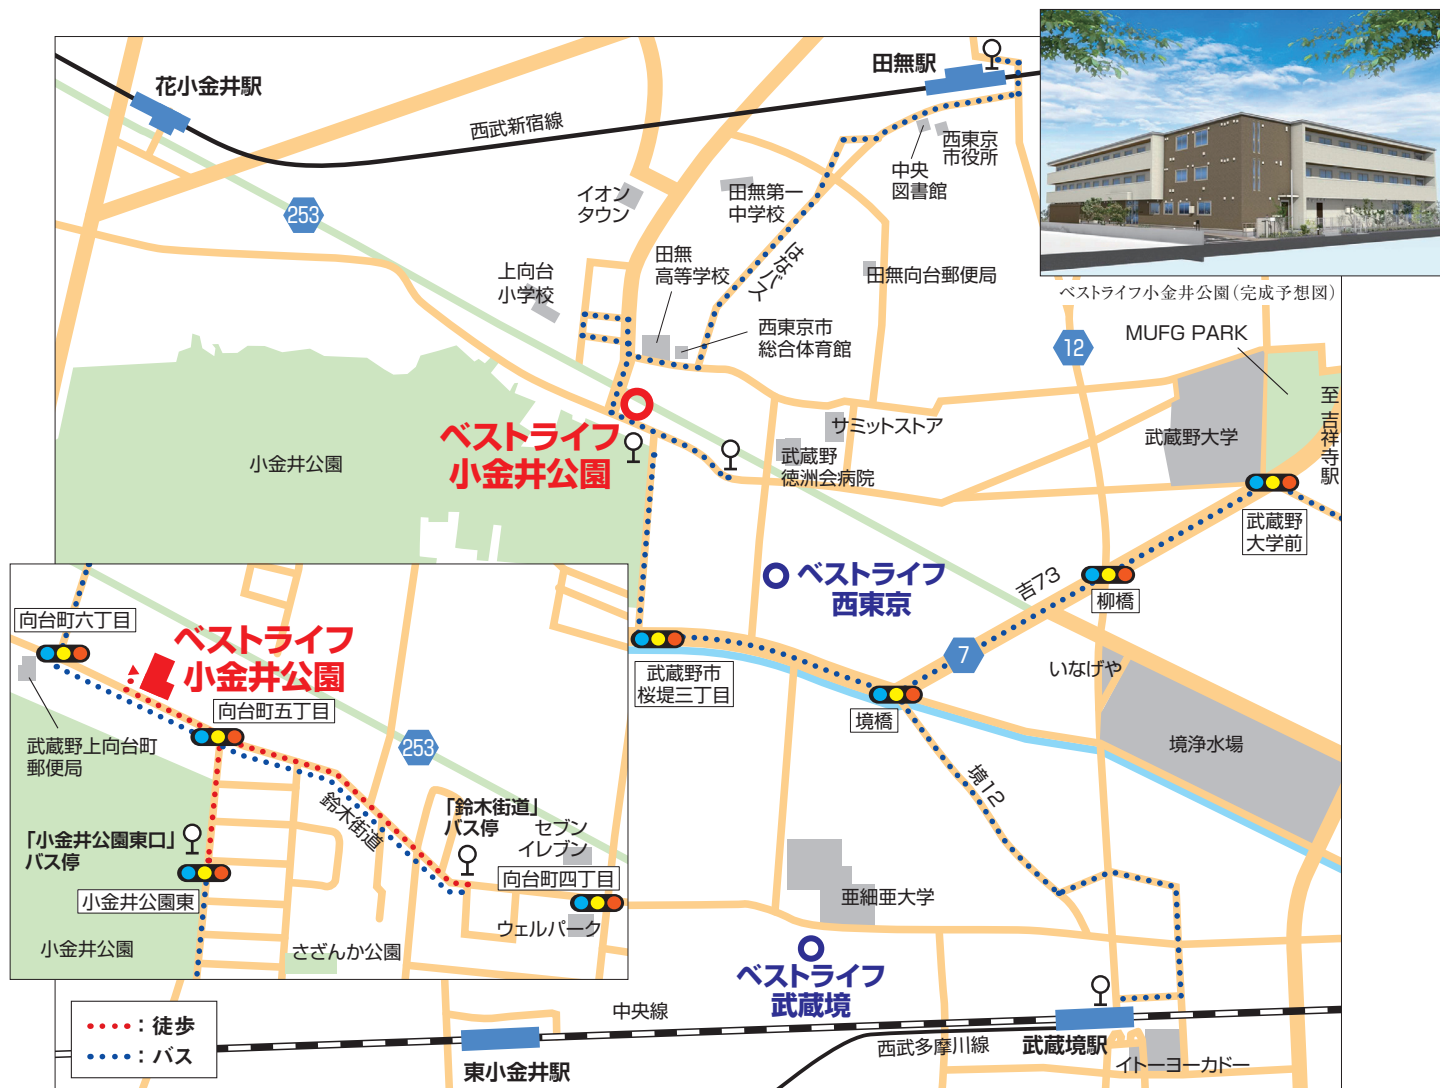 花小金井駅
西武新宿線
田無駅
西東京
市役所
中央
図書館
イオン
タウン
田無第一
中学校
253
はなバス
上向台
小学校
田無
高等学校
田無向台郵便局
西東京市
総合体育館
ベストライフ小金井公園(完成予想図)
MUFG PARK
12
至 吉祥寺駅
武蔵野大学
サミットストア
武蔵野
徳洲会病院
ベストライフ
小金井公園
小金井公園
武蔵野
大学前
ベストライフ
西東京
吉73
柳橋
7
いなげや
武蔵野市
桜堤三丁目
境橋
境浄水場
境12
亜細亜大学
ベストライフ
武蔵境
向台町六丁目
ベストライフ
小金井公園
向台町五丁目
武蔵野上向台町
郵便局
253
鈴木街道
「鈴木街道」
バス停
セブン
イレブン
「小金井公園東口」
バス停
向台町四丁目
小金井公園東
ウェルパーク
小金井公園
さざんか公園
:徒歩
:バス
中央線
東小金井駅
西武多摩川線
武蔵境駅
イトーヨーカドー